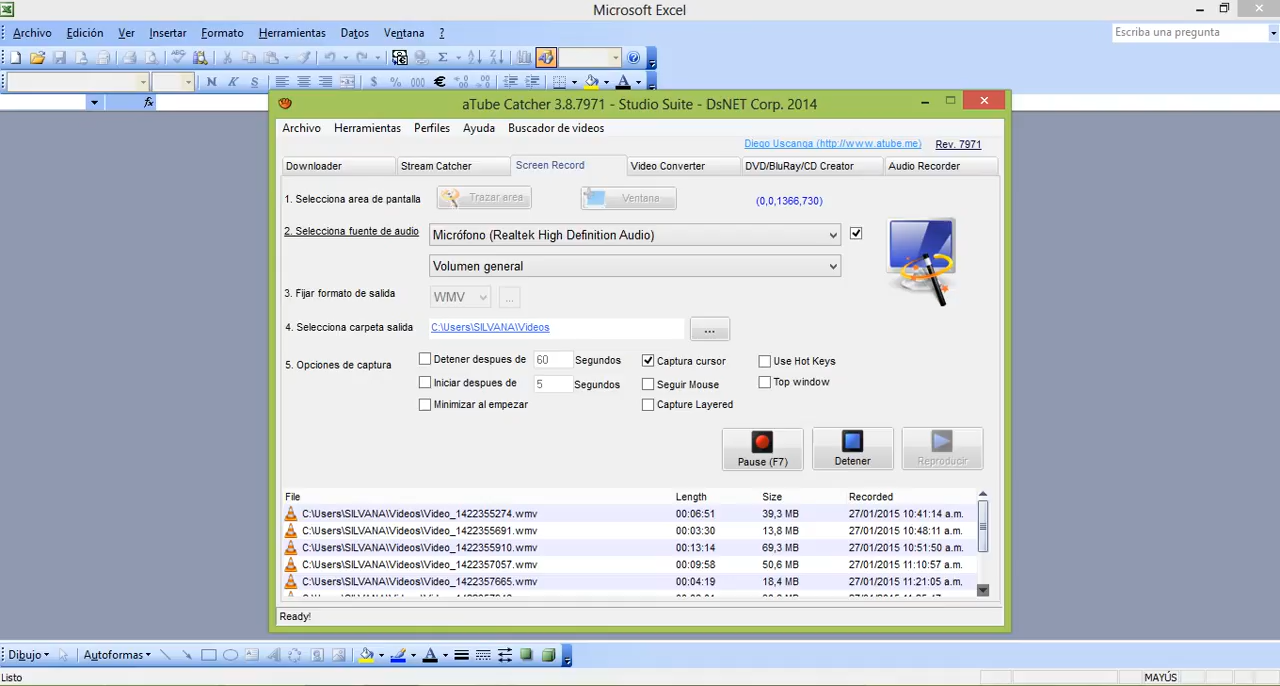 Microsoft Excel
Archivo Edición Ver Insertar Formato Herramientas Datos Ventana ?
Escriba una pregunta
N K S $ % 000 €
fx
aTube Catcher 3.8.7971 - Studio Suite - DsNET Corp. 2014
Archivo Herramientas Perfiles Ayuda Buscador de videos
Diego Uscanga (http://www.atube.me) Rev. 7971
Downloader Stream Catcher Screen Record Video Converter DVD/BluRay/CD Creator Audio Recorder
1. Selecciona area de pantalla Trazar area Ventana (0,0,1366,730)
2. Selecciona fuente de audio Micrófono (Realtek High Definition Audio)
Volumen general
3. Fijar formato de salida WMV ...
4. Selecciona carpeta salida C:\Users\SILVANA\Videos ...
5. Opciones de captura
Detener despues de 60 Segundos Captura cursor Use Hot Keys
Iniciar despues de 5 Segundos Seguir Mouse Top window
Minimizar al empezar Capture Layered
Pause (F7) Detener Reproducir
File Length Size Recorded
C:\Users\SILVANA\Videos\Video_1422355274.wmv 00:06:51 39,3 MB 27/01/2015 10:41:14 a.m.
C:\Users\SILVANA\Videos\Video_1422355691.wmv 00:03:30 13,8 MB 27/01/2015 10:48:11 a.m.
C:\Users\SILVANA\Videos\Video_1422355910.wmv 00:13:14 69,3 MB 27/01/2015 10:51:50 a.m.
C:\Users\SILVANA\Videos\Video_1422357057.wmv 00:09:58 50,6 MB 27/01/2015 11:10:57 a.m.
C:\Users\SILVANA\Videos\Video_1422357665.wmv 00:04:19 18,4 MB 27/01/2015 11:21:05 a.m.
Ready!
Dibujo Autoformas
Listo MAYÚS